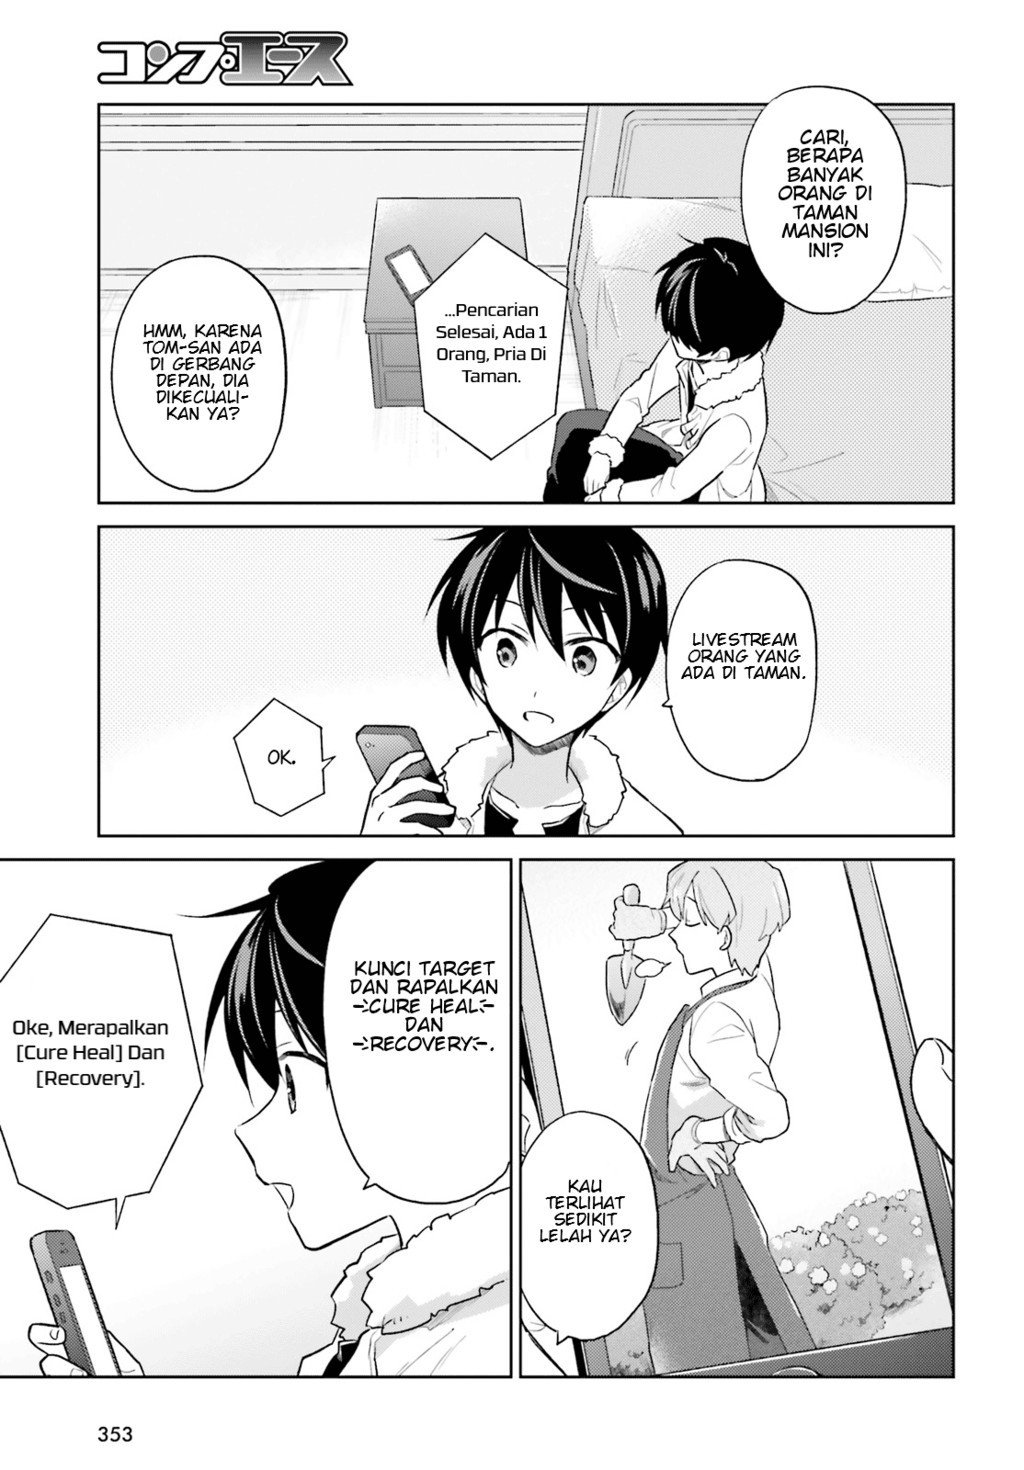 コンプ・エース
CARI,
BERAPA
BANYAK
ORANG DI
TAMAN
MANSION
INI?
...Pencarian
Selesai, Ada 1
Orang, Pria Di
Taman.
HMM, KARENA
TOM-SAN ADA
DI GERBANG
DEPAN, DIA
DIKECUALI-
KAN YA?
LIVESTREAM
ORANG YANG
ADA DI TAMAN.
OK.
KAU
TERLIHAT
SEDIKIT
LELAH YA?
KUNCI TARGET
DAN RAPALKAN
-CURE HEAL-
DAN
-RECOVERY-.
Oke, Merapalkan
[Cure Heal] Dan
[Recovery].
353